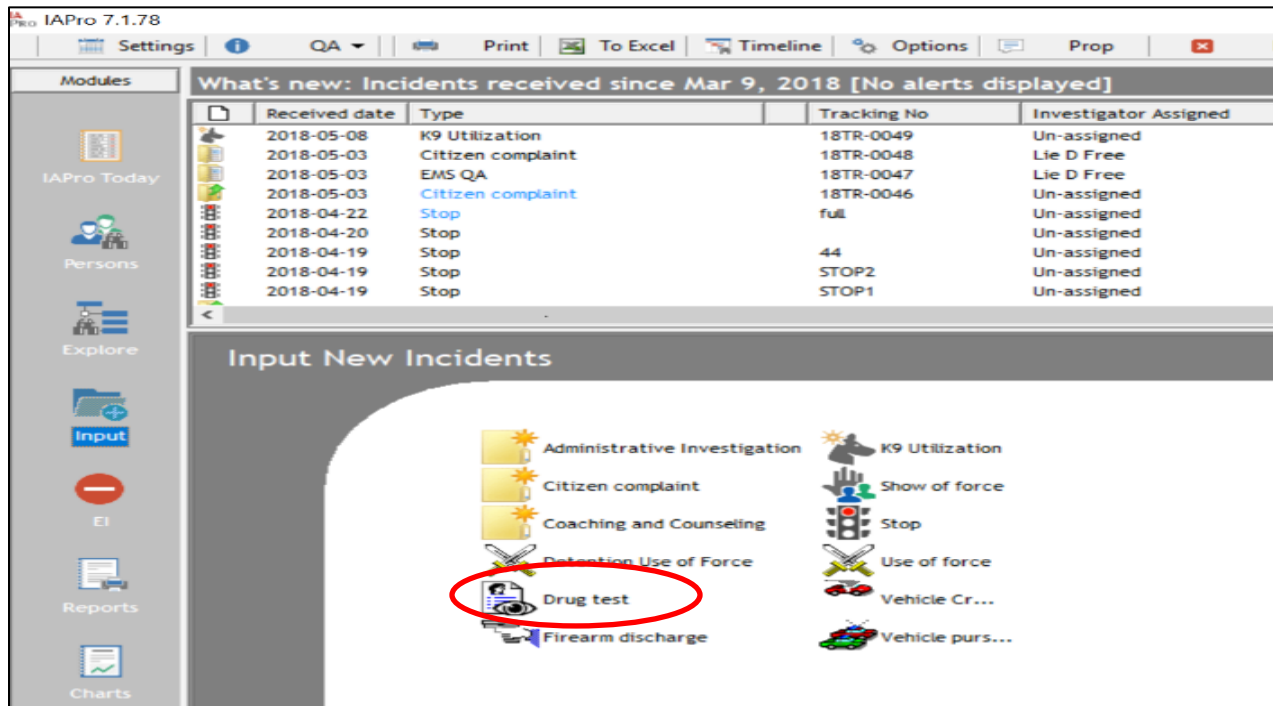 IAPRO IAPro 7.1.78
Settings QA Print To Excel Timeline Options Prop
Modules
What's new: Incidents received since Mar 9, 2018 [No alerts displayed]
Received date Type Tracking No Investigator Assigned
2018-05-08 K9 Utilization 18TR-0049 Un-assigned
2018-05-03 Citizen complaint 18TR-0048 Lie D Free
2018-05-03 EMS QA 18TR-0047 Lie D Free
2018-05-03 Citizen complaint 18TR-0046 Un-assigned
2018-04-22 Stop full Un-assigned
2018-04-20 Stop Un-assigned
2018-04-19 Stop 44 Un-assigned
2018-04-19 Stop STOP2 Un-assigned
2018-04-19 Stop STOP1 Un-assigned
IAPro Today
Persons
Explore
Input
EI
Reports
Charts
Input New Incidents
Administrative Investigation K9 Utilization
Citizen complaint Show of force
Coaching and Counseling Stop
Detention Use of Force Use of force
Drug test Vehicle Cr...
Firearm discharge Vehicle purs...